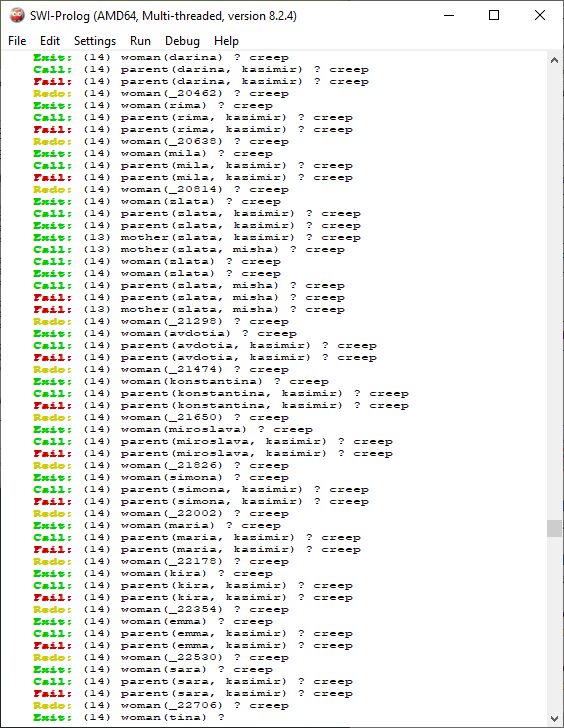 SWI-Prolog (AMD64, Multi-threaded, version 8.2.4)
File Edit Settings Run Debug Help
Exit: (14) woman(darina) ? creep
Call: (14) parent(darina, kazimir) ? creep
Fail: (14) parent(darina, kazimir) ? creep
Redo: (14) woman(_20462) ? creep
Exit: (14) woman(rima) ? creep
Call: (14) parent(rima, kazimir) ? creep
Fail: (14) parent(rima, kazimir) ? creep
Redo: (14) woman(_20638) ? creep
Exit: (14) woman(mila) ? creep
Call: (14) parent(mila, kazimir) ? creep
Fail: (14) parent(mila, kazimir) ? creep
Redo: (14) woman(_20814) ? creep
Exit: (14) woman(zlata) ? creep
Call: (14) parent(zlata, kazimir) ? creep
Exit: (14) parent(zlata, kazimir) ? creep
Exit: (13) mother(zlata, kazimir) ? creep
Call: (13) mother(zlata, misha) ? creep
Call: (14) woman(zlata) ? creep
Exit: (14) woman(zlata) ? creep
Call: (14) parent(zlata, misha) ? creep
Fail: (14) parent(zlata, misha) ? creep
Fail: (13) mother(zlata, misha) ? creep
Redo: (14) woman(_21298) ? creep
Exit: (14) woman(avdotia) ? creep
Call: (14) parent(avdotia, kazimir) ? creep
Fail: (14) parent(avdotia, kazimir) ? creep
Redo: (14) woman(_21474) ? creep
Exit: (14) woman(konstantina) ? creep
Call: (14) parent(konstantina, kazimir) ? creep
Fail: (14) parent(konstantina, kazimir) ? creep
Redo: (14) woman(_21650) ? creep
Exit: (14) woman(miroslava) ? creep
Call: (14) parent(miroslava, kazimir) ? creep
Fail: (14) parent(miroslava, kazimir) ? creep
Redo: (14) woman(_21826) ? creep
Exit: (14) woman(simona) ? creep
Call: (14) parent(simona, kazimir) ? creep
Fail: (14) parent(simona, kazimir) ? creep
Redo: (14) woman(_22002) ? creep
Exit: (14) woman(maria) ? creep
Call: (14) parent(maria, kazimir) ? creep
Fail: (14) parent(maria, kazimir) ? creep
Redo: (14) woman(_22178) ? creep
Exit: (14) woman(kira) ? creep
Call: (14) parent(kira, kazimir) ? creep
Fail: (14) parent(kira, kazimir) ? creep
Redo: (14) woman(_22354) ? creep
Exit: (14) woman(emma) ? creep
Call: (14) parent(emma, kazimir) ? creep
Fail: (14) parent(emma, kazimir) ? creep
Redo: (14) woman(_22530) ? creep
Exit: (14) woman(sara) ? creep
Call: (14) parent(sara, kazimir) ? creep
Fail: (14) parent(sara, kazimir) ? creep
Redo: (14) woman(_22706) ? creep
Exit: (14) woman(tina) ?